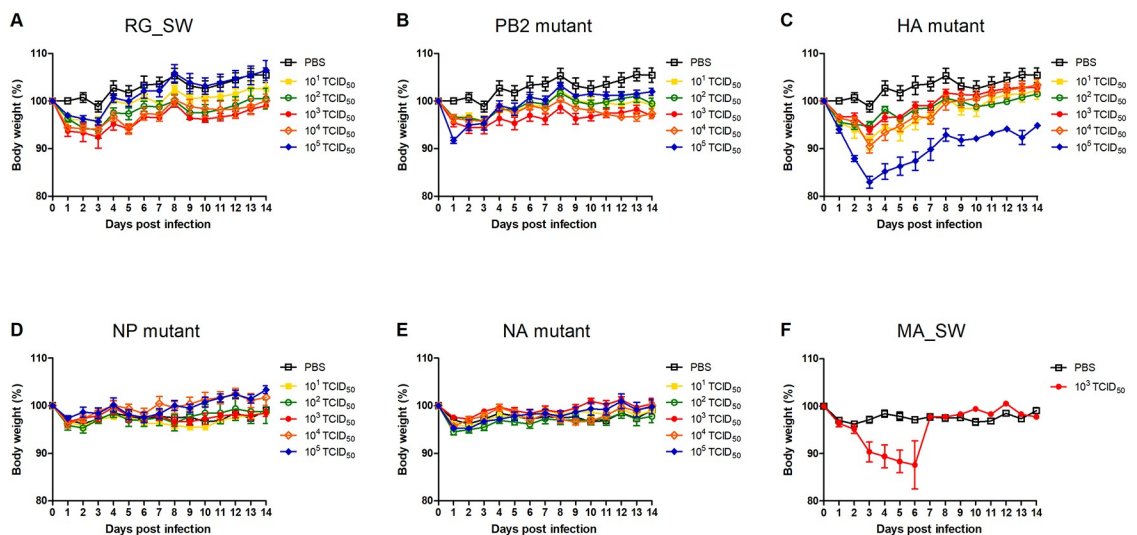 A
RG_SW
Body weight (%)
110
100
90
80
0 1 2 3 4 5 6 7 8 9 10 11 12 13 14
Days post infection
PBS
10¹ TCID₅₀
10² TCID₅₀
10³ TCID₅₀
10⁴ TCID₅₀
10⁵ TCID₅₀
B
PB2 mutant
Body weight (%)
110
100
90
80
0 1 2 3 4 5 6 7 8 9 10 11 12 13 14
Days post infection
PBS
10¹ TCID₅₀
10² TCID₅₀
10³ TCID₅₀
10⁴ TCID₅₀
10⁵ TCID₅₀
C
HA mutant
Body weight (%)
110
100
90
80
0 1 2 3 4 5 6 7 8 9 10 11 12 13 14
Days post infection
PBS
10¹ TCID₅₀
10² TCID₅₀
10³ TCID₅₀
10⁴ TCID₅₀
10⁵ TCID₅₀
D
NP mutant
Body weight (%)
110
100
90
80
0 1 2 3 4 5 6 7 8 9 10 11 12 13 14
Days post infection
PBS
10¹ TCID₅₀
10² TCID₅₀
10³ TCID₅₀
10⁴ TCID₅₀
10⁵ TCID₅₀
E
NA mutant
Body weight (%)
110
100
90
80
0 1 2 3 4 5 6 7 8 9 10 11 12 13 14
Days post infection
PBS
10¹ TCID₅₀
10² TCID₅₀
10³ TCID₅₀
10⁴ TCID₅₀
10⁵ TCID₅₀
F
MA_SW
Body weight (%)
110
100
90
80
0 1 2 3 4 5 6 7 8 9 10 11 12 13 14
Days post infection
PBS
10³ TCID₅₀